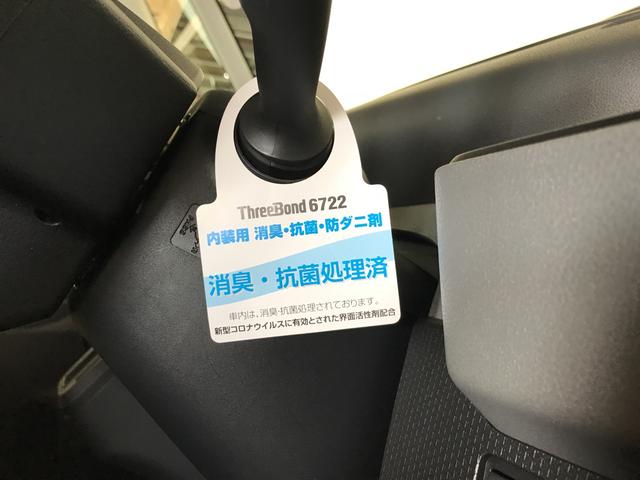 ThreeBond 6722
内装用 消臭・抗菌・防ダニ剤
消臭・抗菌処理済
車内は、消臭・抗菌処理されております。
新型コロナウイルスに有効とされた界面活性剤配合